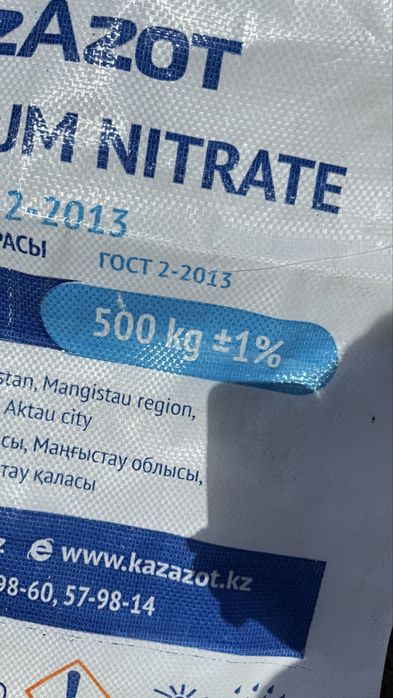 zAzOT
UM NITRATE
2-2013
РАСЫ ГОСТ 2-2013
500 kg ±1%
stan, Mangistau region,
Aktau city
сы, Маңғыстау облысы,
тау қаласы
z www.kazazot.kz
98-60, 57-98-14